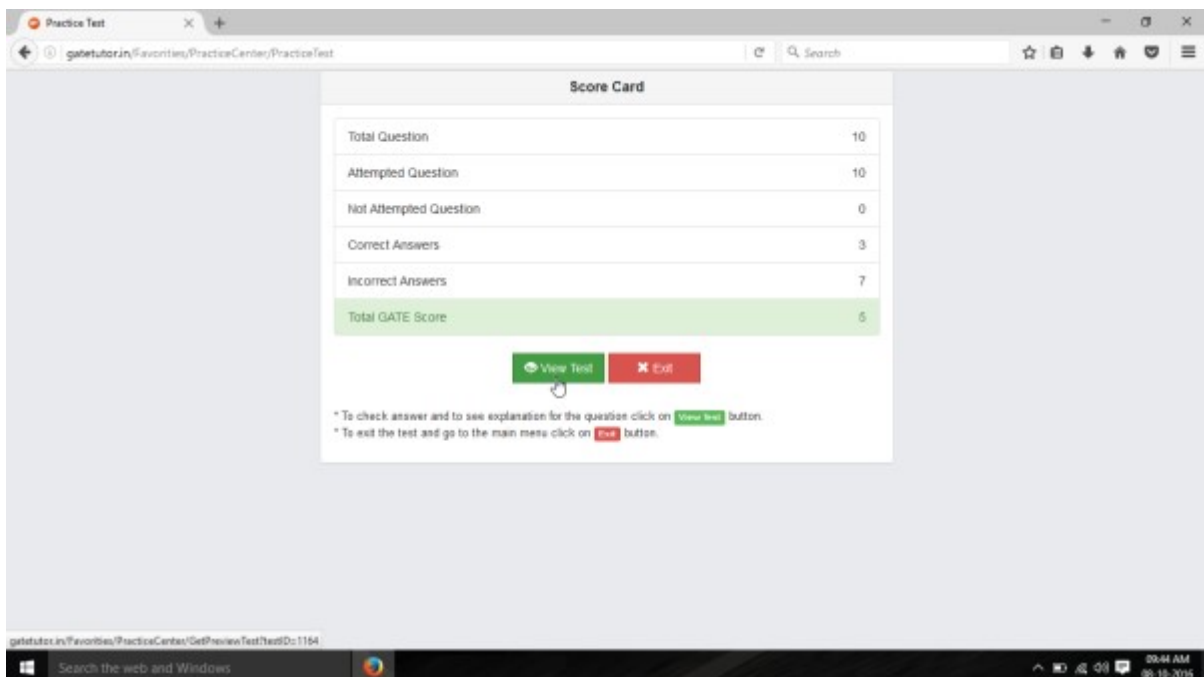 Practice Test
gatetutor.in/Favorities/PracticeCenter/PracticeTest
Search
Score Card
Total Question 10
Attempted Question 10
Not Attempted Question 0
Correct Answers 3
Incorrect Answers 7
Total GATE Score 5
View Test
Exit
* To check answer and to see explanation for the question click on View Test button.
* To exit the test and go to the main menu click on Exit button.
gatetutor.in/Favorities/PracticeCenter/GetPreviewTest?testID=1164
Search the web and Windows
09:44 AM
08-10-2016